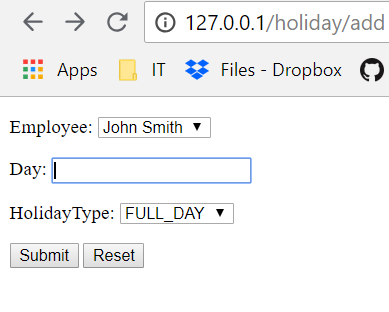 127.0.0.1/holiday/add
Apps IT Files - Dropbox
Employee: John Smith
Day:
HolidayType: FULL_DAY
Submit Reset